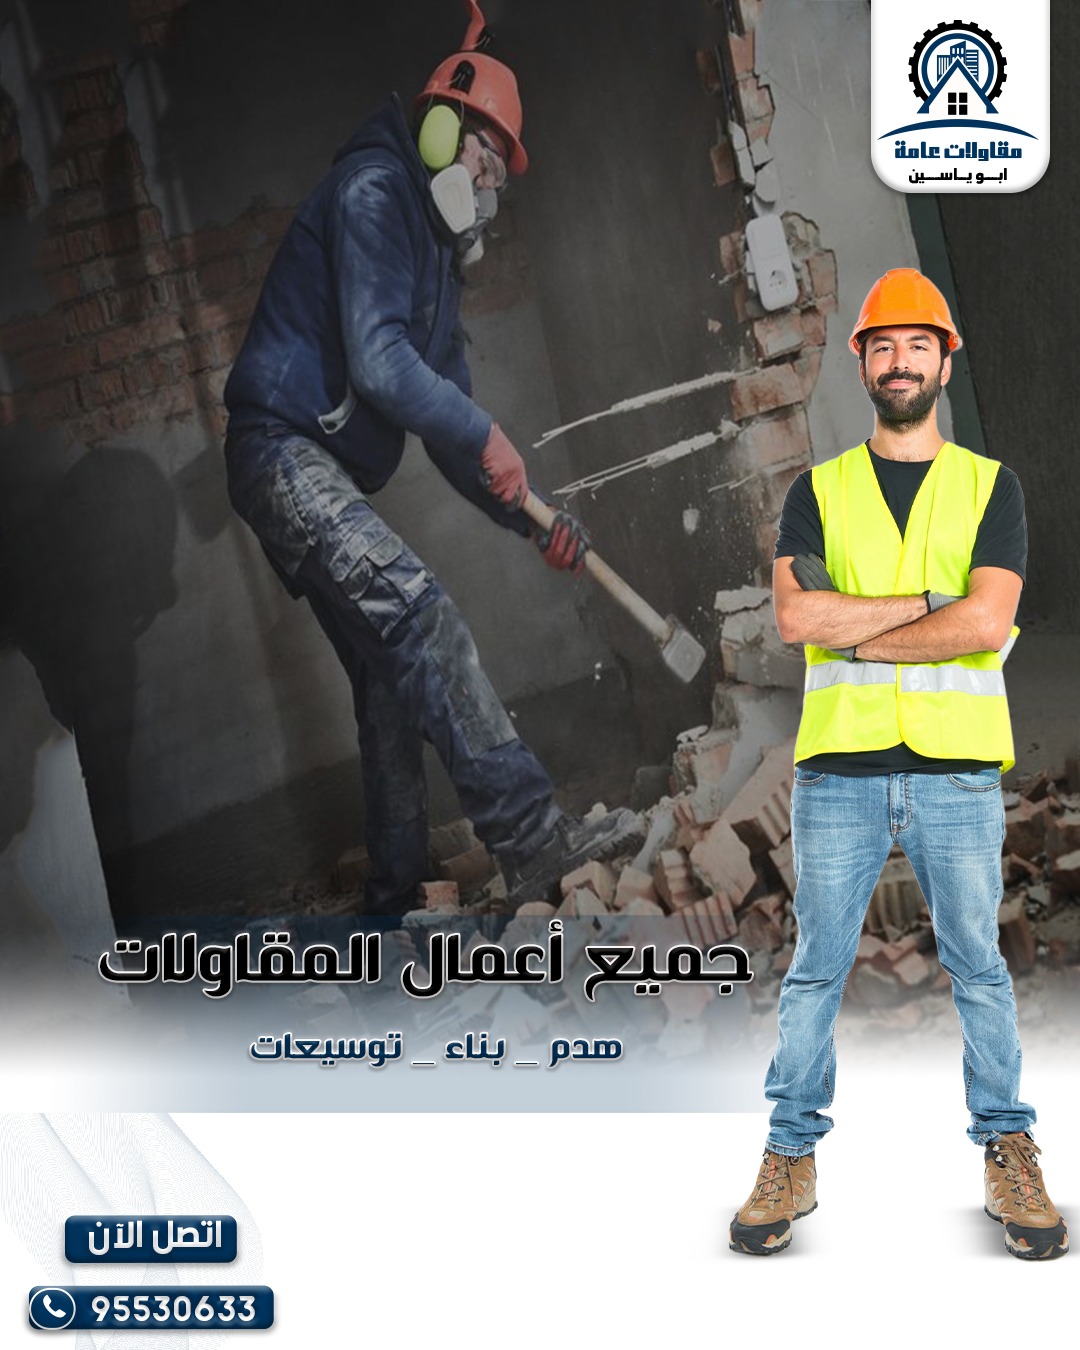 مقاولات عامة
ابو ياسين
جميع أعمال المقاولات
هدم _ بناء _ توسيعات
اتصل الآن
95530633